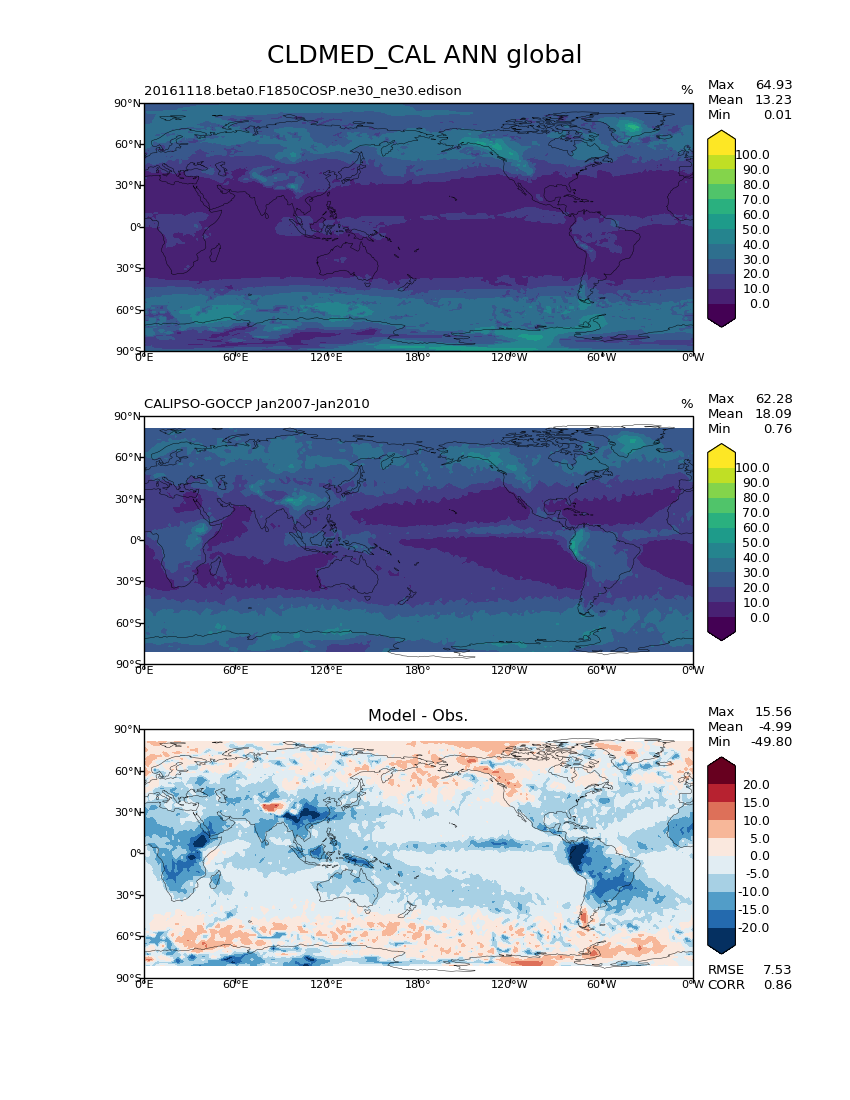 CLDMED_CAL ANN global
20161118.beta0.F1850COSP.ne30_ne30.edison
%
Max 64.93
Mean 13.23
Min 0.01
90°N
60°N
30°N
0°
30°S
60°S
90°S
0°E 60°E 120°E 180° 120°W 60°W 0°W
100.0
90.0
80.0
70.0
60.0
50.0
40.0
30.0
20.0
10.0
0.0
CALIPSO-GOCCP Jan2007-Jan2010
%
Max 62.28
Mean 18.09
Min 0.76
90°N
60°N
30°N
0°
30°S
60°S
90°S
0°E 60°E 120°E 180° 120°W 60°W 0°W
100.0
90.0
80.0
70.0
60.0
50.0
40.0
30.0
20.0
10.0
0.0
Model - Obs.
Max 15.56
Mean -4.99
Min -49.80
90°N
60°N
30°N
0°
30°S
60°S
90°S
0°E 60°E 120°E 180° 120°W 60°W 0°W
20.0
15.0
10.0
5.0
0.0
-5.0
-10.0
-15.0
-20.0
RMSE 7.53
CORR 0.86